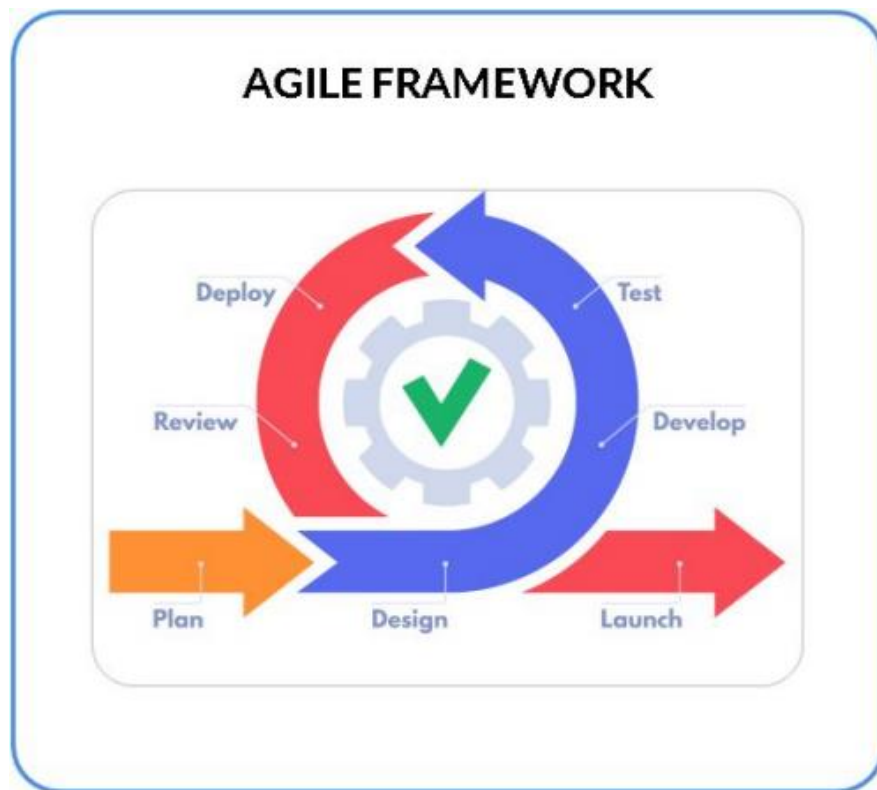 AGILE FRAMEWORK
Deploy
Test
Review
Develop
Plan
Design
Launch